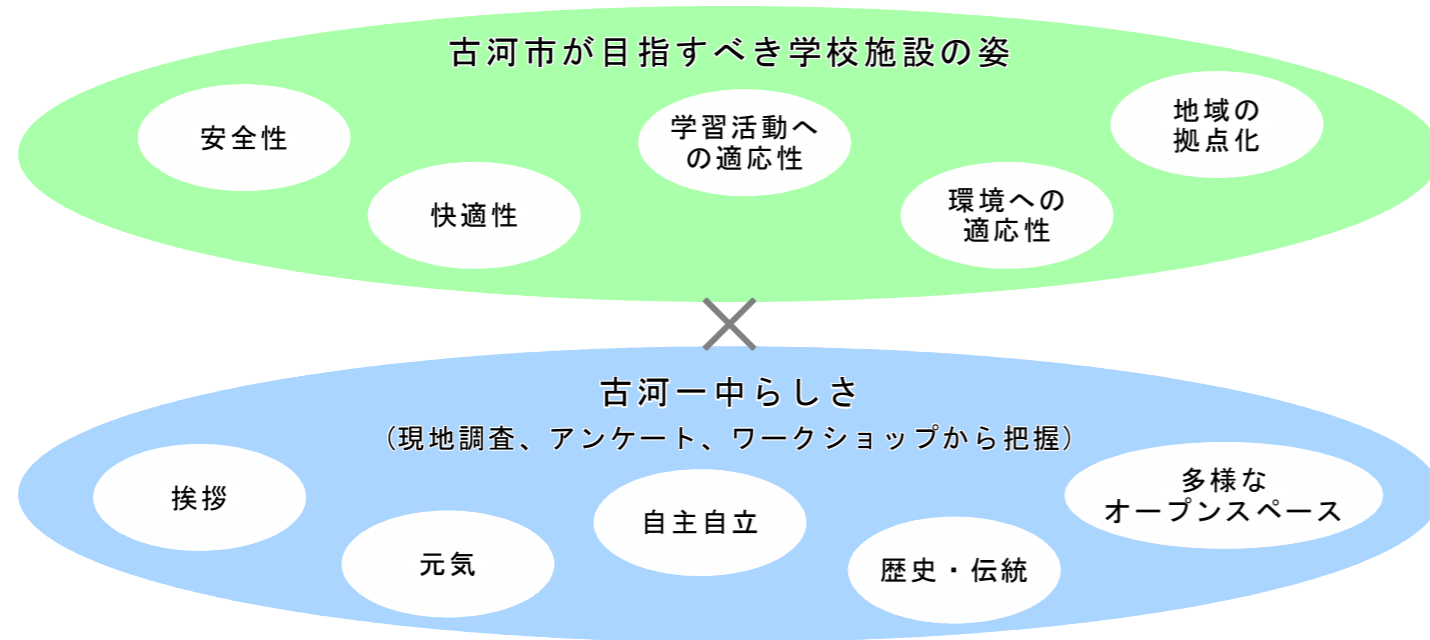 古河市が目指すべき学校施設の姿
安全性
快適性
学習活動へ
の適応性
環境への
適応性
地域の
拠点化
×
古河一中らしさ
（現地調査、アンケート、ワークショップから把握）
挨拶
元気
自主自立
歴史・伝統
多様な
オープンスペース